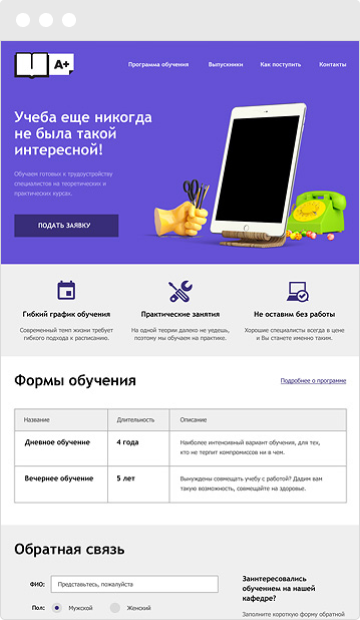 A+
Программа обучения Выпускники Как поступить Контакты
Учеба еще никогда
не была такой
интересной!
Обучаем готовых к трудоустройству
специалистов на теоретических и
практических курсах.
ПОДАТЬ ЗАЯВКУ
Гибкий график обучения Практические занятия Не оставим без работы
Современный темп жизни требует На одной теории далеко не уедешь, Хорошие специалисты всегда в цене
гибкого подхода к расписанию. поэтому мы обучаем на практике. и Вы станете именно таким.
Формы обучения Подробнее о программе
Название Длительность Описание
Дневное обучение 4 года Наиболее интенсивный вариант обучения, для тех,
кто не терпит компромиссов ни в чем.
Вечернее обучение 5 лет Вынуждены совмещать учебу с работой? Дадим вам
такую возможность, совмещайте на здоровье.
Обратная связь
ФИО: Представьтесь, пожалуйста
Пол: Мужской Женский
Заинтересовались
обучением на нашей
кафедре?
Заполните короткую форму обратной